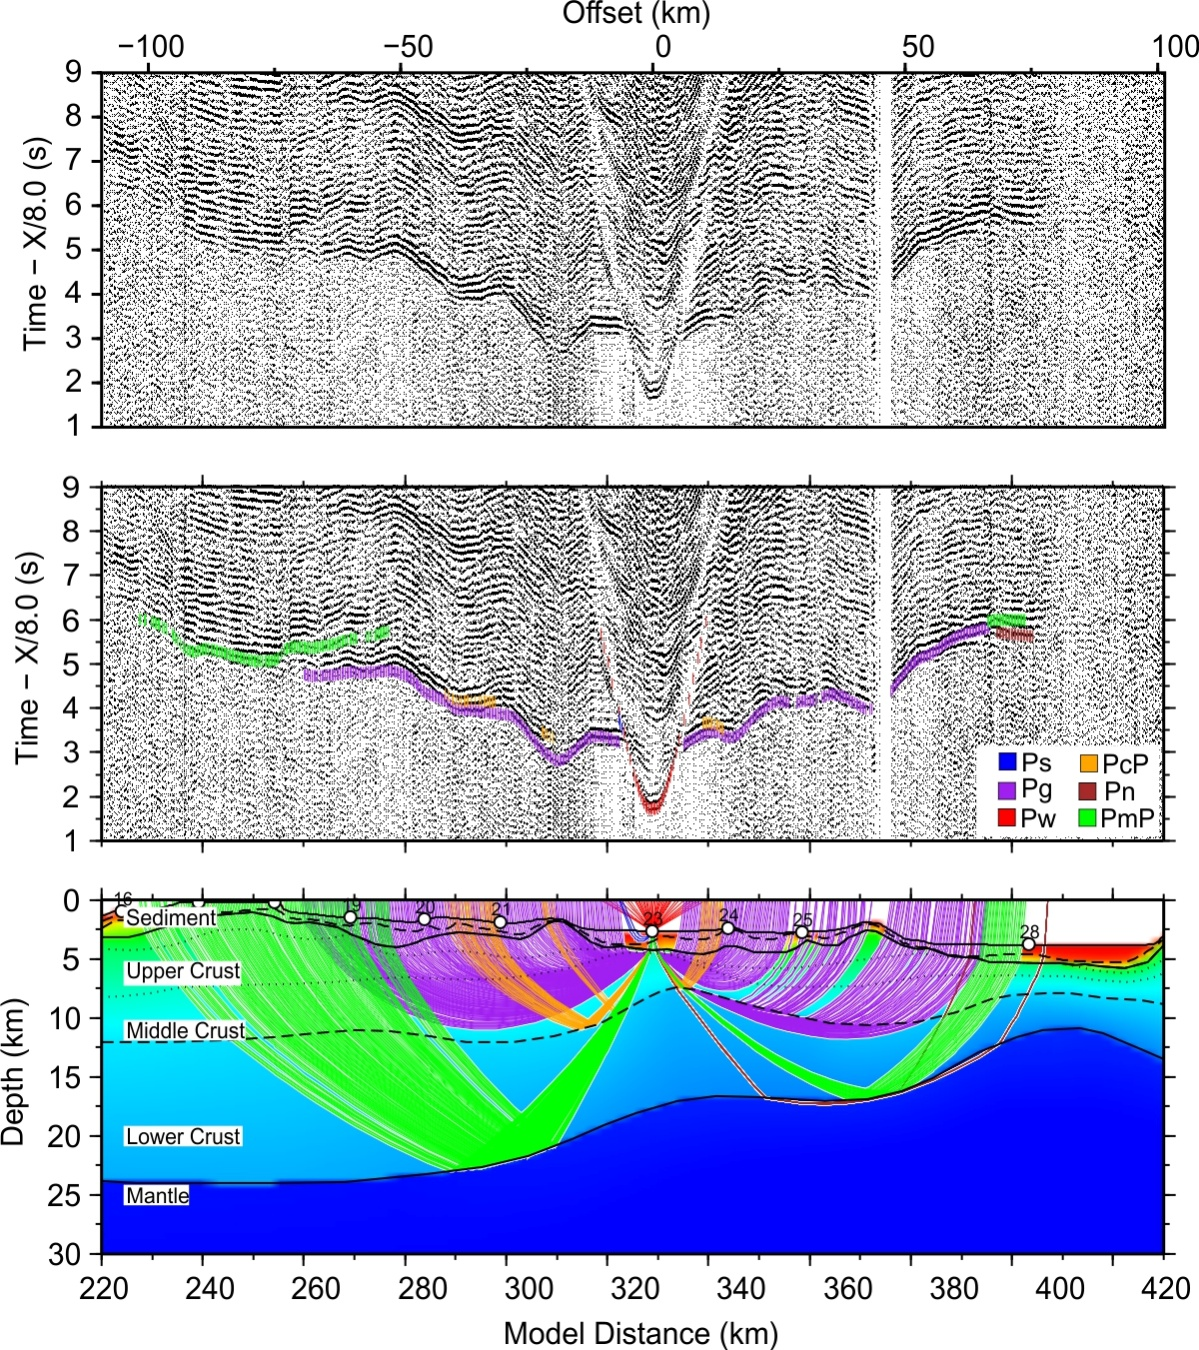 Offset (km)
−100 −50 0 50 100
9
8
7
6
5
4
3
2
1
Time − X/8.0 (s)
9
8
7
6
5
4
3
2
1
Time − X/8.0 (s)
Ps PcP
Pg Pn
Pw PmP
0
5
10
15
20
25
30
Depth (km)
16 19 20 21 23 24 25 28
Sediment
Upper Crust
Middle Crust
Lower Crust
Mantle
220 240 260 280 300 320 340 360 380 400 420
Model Distance (km)